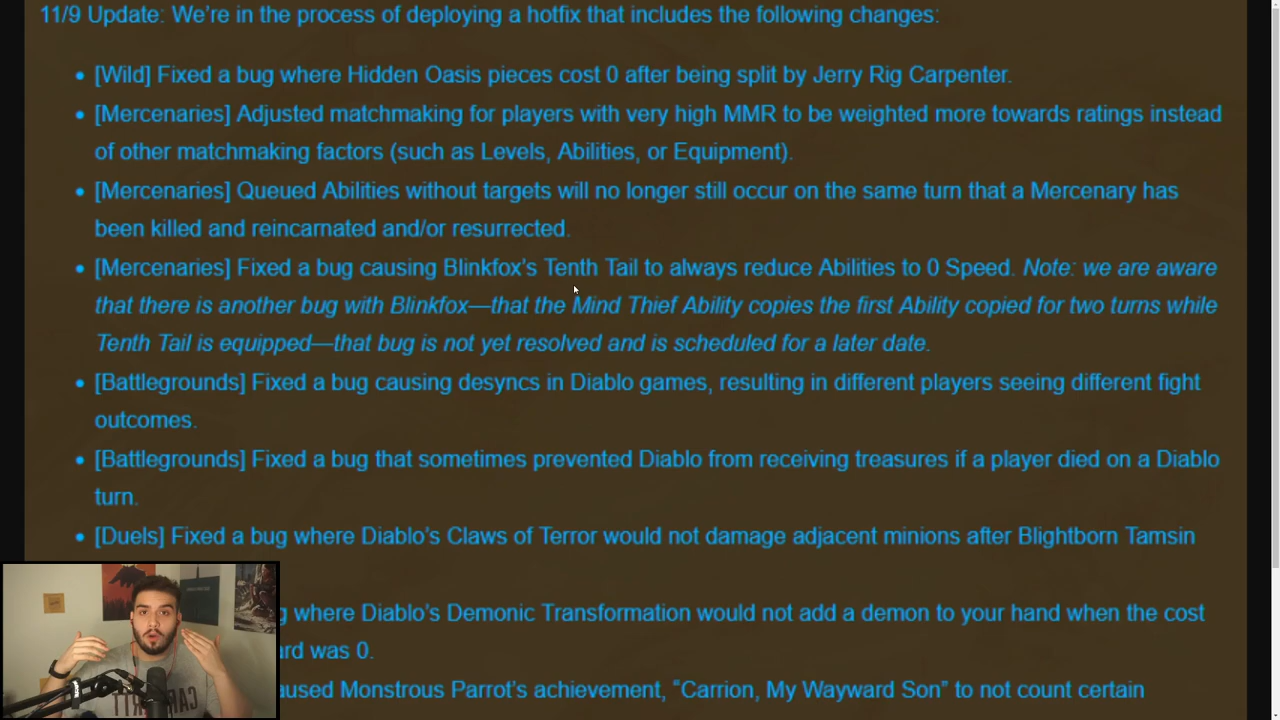 11/9 Update: We're in the process of deploying a hotfix that includes the following changes:
• [Wild] Fixed a bug where Hidden Oasis pieces cost 0 after being split by Jerry Rig Carpenter.
• [Mercenaries] Adjusted matchmaking for players with very high MMR to be weighted more towards ratings instead
of other matchmaking factors (such as Levels, Abilities, or Equipment).
• [Mercenaries] Queued Abilities without targets will no longer still occur on the same turn that a Mercenary has
been killed and reincarnated and/or resurrected.
• [Mercenaries] Fixed a bug causing Blinkfox's Tenth Tail to always reduce Abilities to 0 Speed. Note: we are aware
that there is another bug with Blinkfox—that the Mind Thief Ability copies the first Ability copied for two turns while
Tenth Tail is equipped—that bug is not yet resolved and is scheduled for a later date.
• [Battlegrounds] Fixed a bug causing desyncs in Diablo games, resulting in different players seeing different fight
outcomes.
• [Battlegrounds] Fixed a bug that sometimes prevented Diablo from receiving treasures if a player died on a Diablo
turn.
• [Duels] Fixed a bug where Diablo's Claws of Terror would not damage adjacent minions after Blightborn Tamsin
where Diablo's Demonic Transformation would not add a demon to your hand when the cost
was 0.
Monstrous Parrot's achievement, "Carrion, My Wayward Son" to not count certain